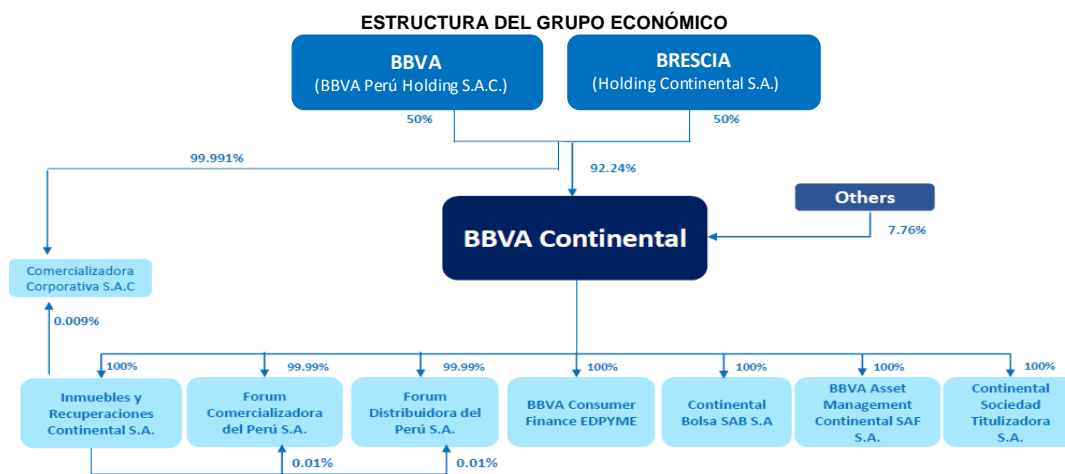 ESTRUCTURA DEL GRUPO ECONÓMICO
BBVA
(BBVA Perú Holding S.A.C.)
BRESCIA
(Holding Continental S.A.)
50%
50%
99.991%
92.24%
Others
7.76%
BBVA Continental
Comercializadora
Corporativa S.A.C
0.009%
100%
99.99%
99.99%
100%
100%
100%
100%
Inmuebles y
Recuperaciones
Continental S.A.
Forum
Comercializadora
del Perú S.A.
Forum
Distribuidora del
Perú S.A.
BBVA Consumer
Finance EDPYME
Continental
Bolsa SAB S.A
BBVA Asset
Management
Continental SAF
S.A.
Continental
Sociedad
Titulizadora
S.A.
0.01%
0.01%